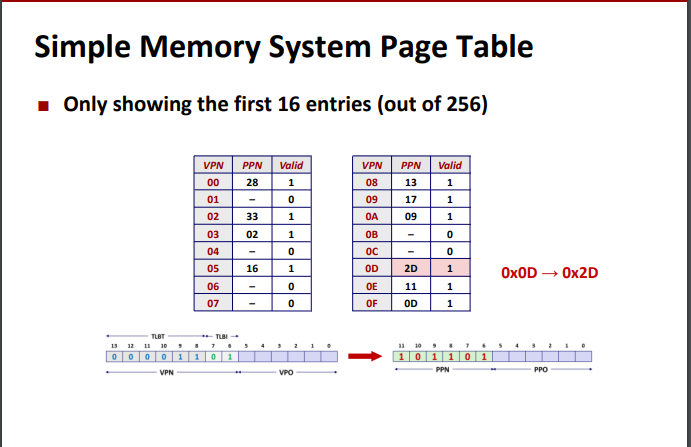 Simple Memory System Page Table
Only showing the first 16 entries (out of 256)
VPN PPN Valid
00 28 1
01 – 0
02 33 1
03 02 1
04 – 0
05 16 1
06 – 0
07 – 0
VPN PPN Valid
08 13 1
09 17 1
0A 09 1
0B – 0
0C – 0
0D 2D 1
0E 11 1
0F 0D 1
0x0D → 0x2D
TLBT TLBI
13 12 11 10 9 8 7 6 5 4 3 2 1 0
0 0 0 0 1 1 0 1
VPN VPO
11 10 9 8 7 6 5 4 3 2 1 0
1 0 1 1 0 1
PPN PPO